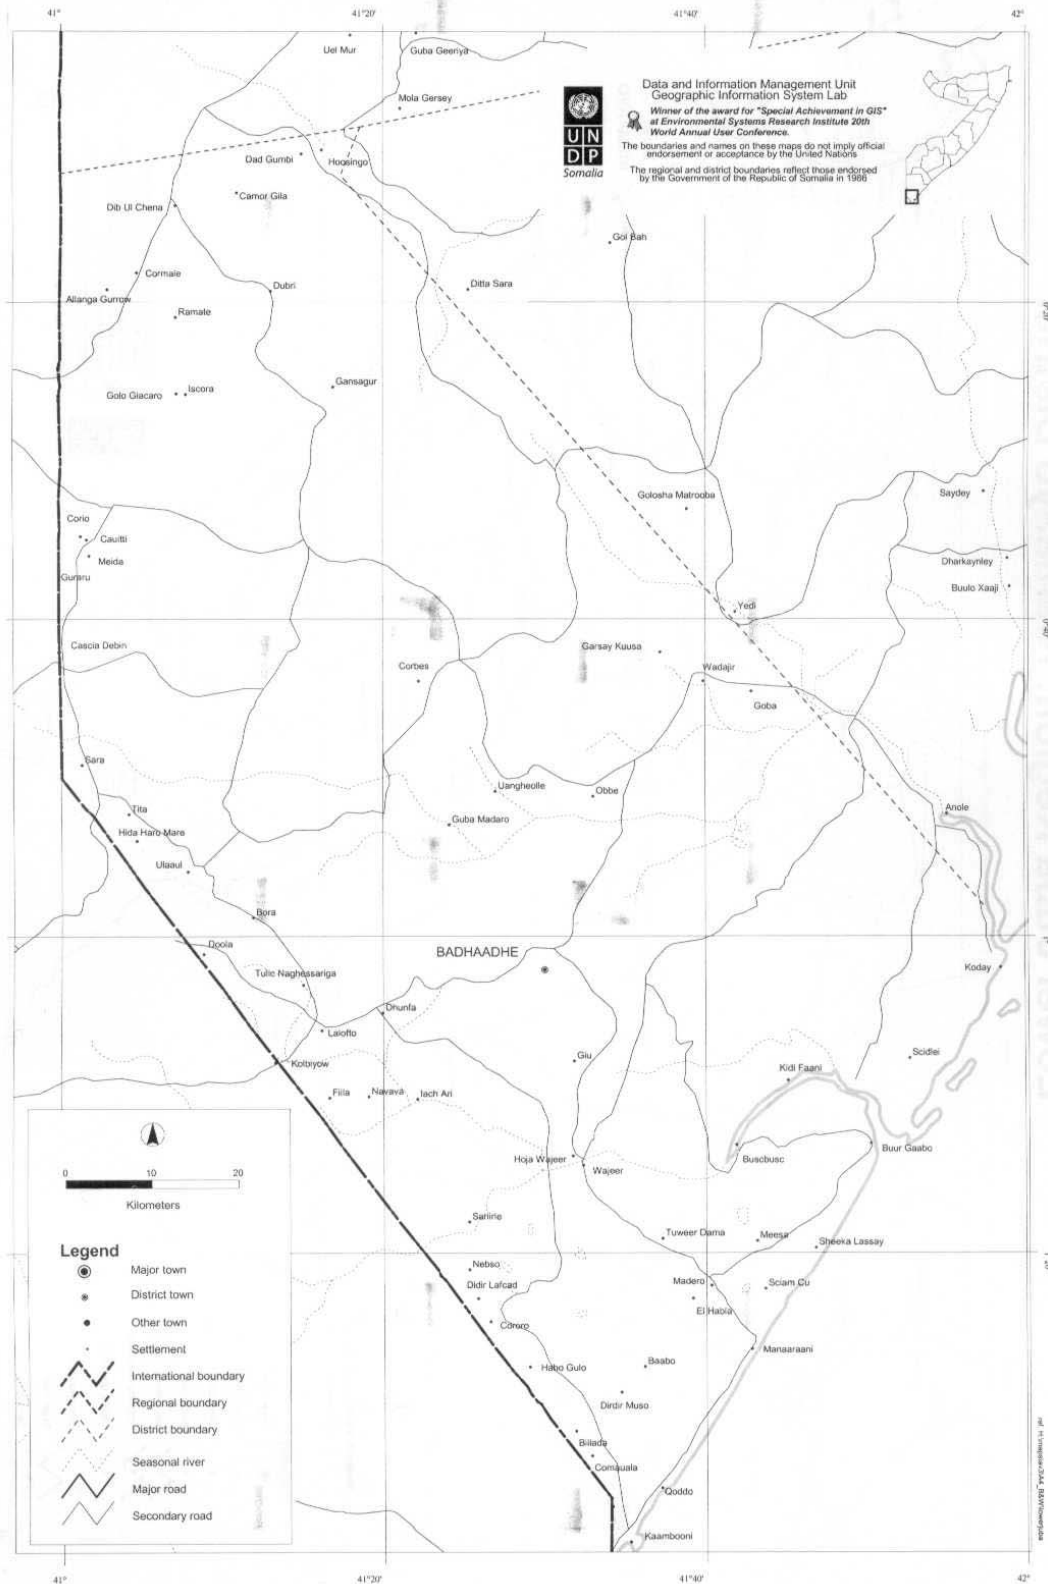 41°
41°20'
41°40'
42°
Uel Mur
Guba Geenya
Mola Gersey
Data and Information Management Unit
Geographic Information System Lab
Winner of the award for "Special Achievement in GIS"
at Environmental Systems Research Institute 20th
World Annual User Conference.
The boundaries and names on these maps do not imply official
endorsement or acceptance by the United Nations
The regional and district boundaries reflect those endorsed
by the Government of the Republic of Somalia in 1986
UN
DP
Somalia
Dad Gumbi
Hoosingo
Camor Gila
Dib Ul Chena
Gol Bah
Cormale
Allanga Gurrow
Dubri
Ditta Sara
0°20'
Ramale
Golo Giacaro
Iscora
Gansagur
Golosha Matrooba
Saydey
Corio
Cauitti
Meida
Dharkaynley
Buulo Xaaji
Yedi
0°40'
Cascia Debin
Garsay Kuusa
Corbes
Wadajir
Goba
Sara
Uangheolle
Obbe
Tita
Guba Madaro
Anole
Hida Haro Mare
Ulaaul
Bora
Doola
BADHAADHE
Koday
Tulic Naghessariga
Dhunfa
Laloflo
Kolbiyow
Giu
Scidlei
Kidi Faani
Fiila
Navava
Iach Ari
Buscbusc
Buur Gaabo
Hoja Wajeer
Wajeer
0
10
20
Kilometers
Saririe
Tuweer Dama
Meesa
Sheeka Lassay
Legend
Major town
District town
Other town
Settlement
International boundary
Regional boundary
District boundary
Seasonal river
Major road
Secondary road
Nebso
Didir Lafcad
Madero
Sciam Cu
El Habia
Cororo
Manaaraani
Habo Gulo
Baabo
Dirdir Muso
Biilada
Comauala
Qoddo
Kaambooni
41°
41°20'
41°40'
42°